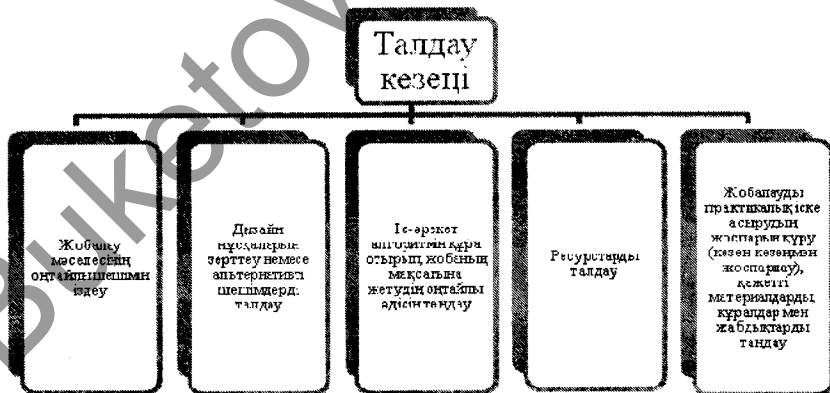 Талдау
кезеңі
Жобалау
мәселесінің
оңтайлы шешімін
іздеу
Дизайн
нұсқаларын
зерттеу немесе
альтернативті
шешімдерді
талдау
Іс-әрекет
алгоритмін құра
отырып, жобаның
мақсатына
жетудің оңтайлы
әдісін таңдау
Ресурстарды
талдау
Жобалауды
практикалық іске
асырудың
жоспарын құру
(кезең кезеңмен
жоспарлау),
қажетті
материалдарды,
құралдар мен
жабдықтарды
таңдау
Buketov